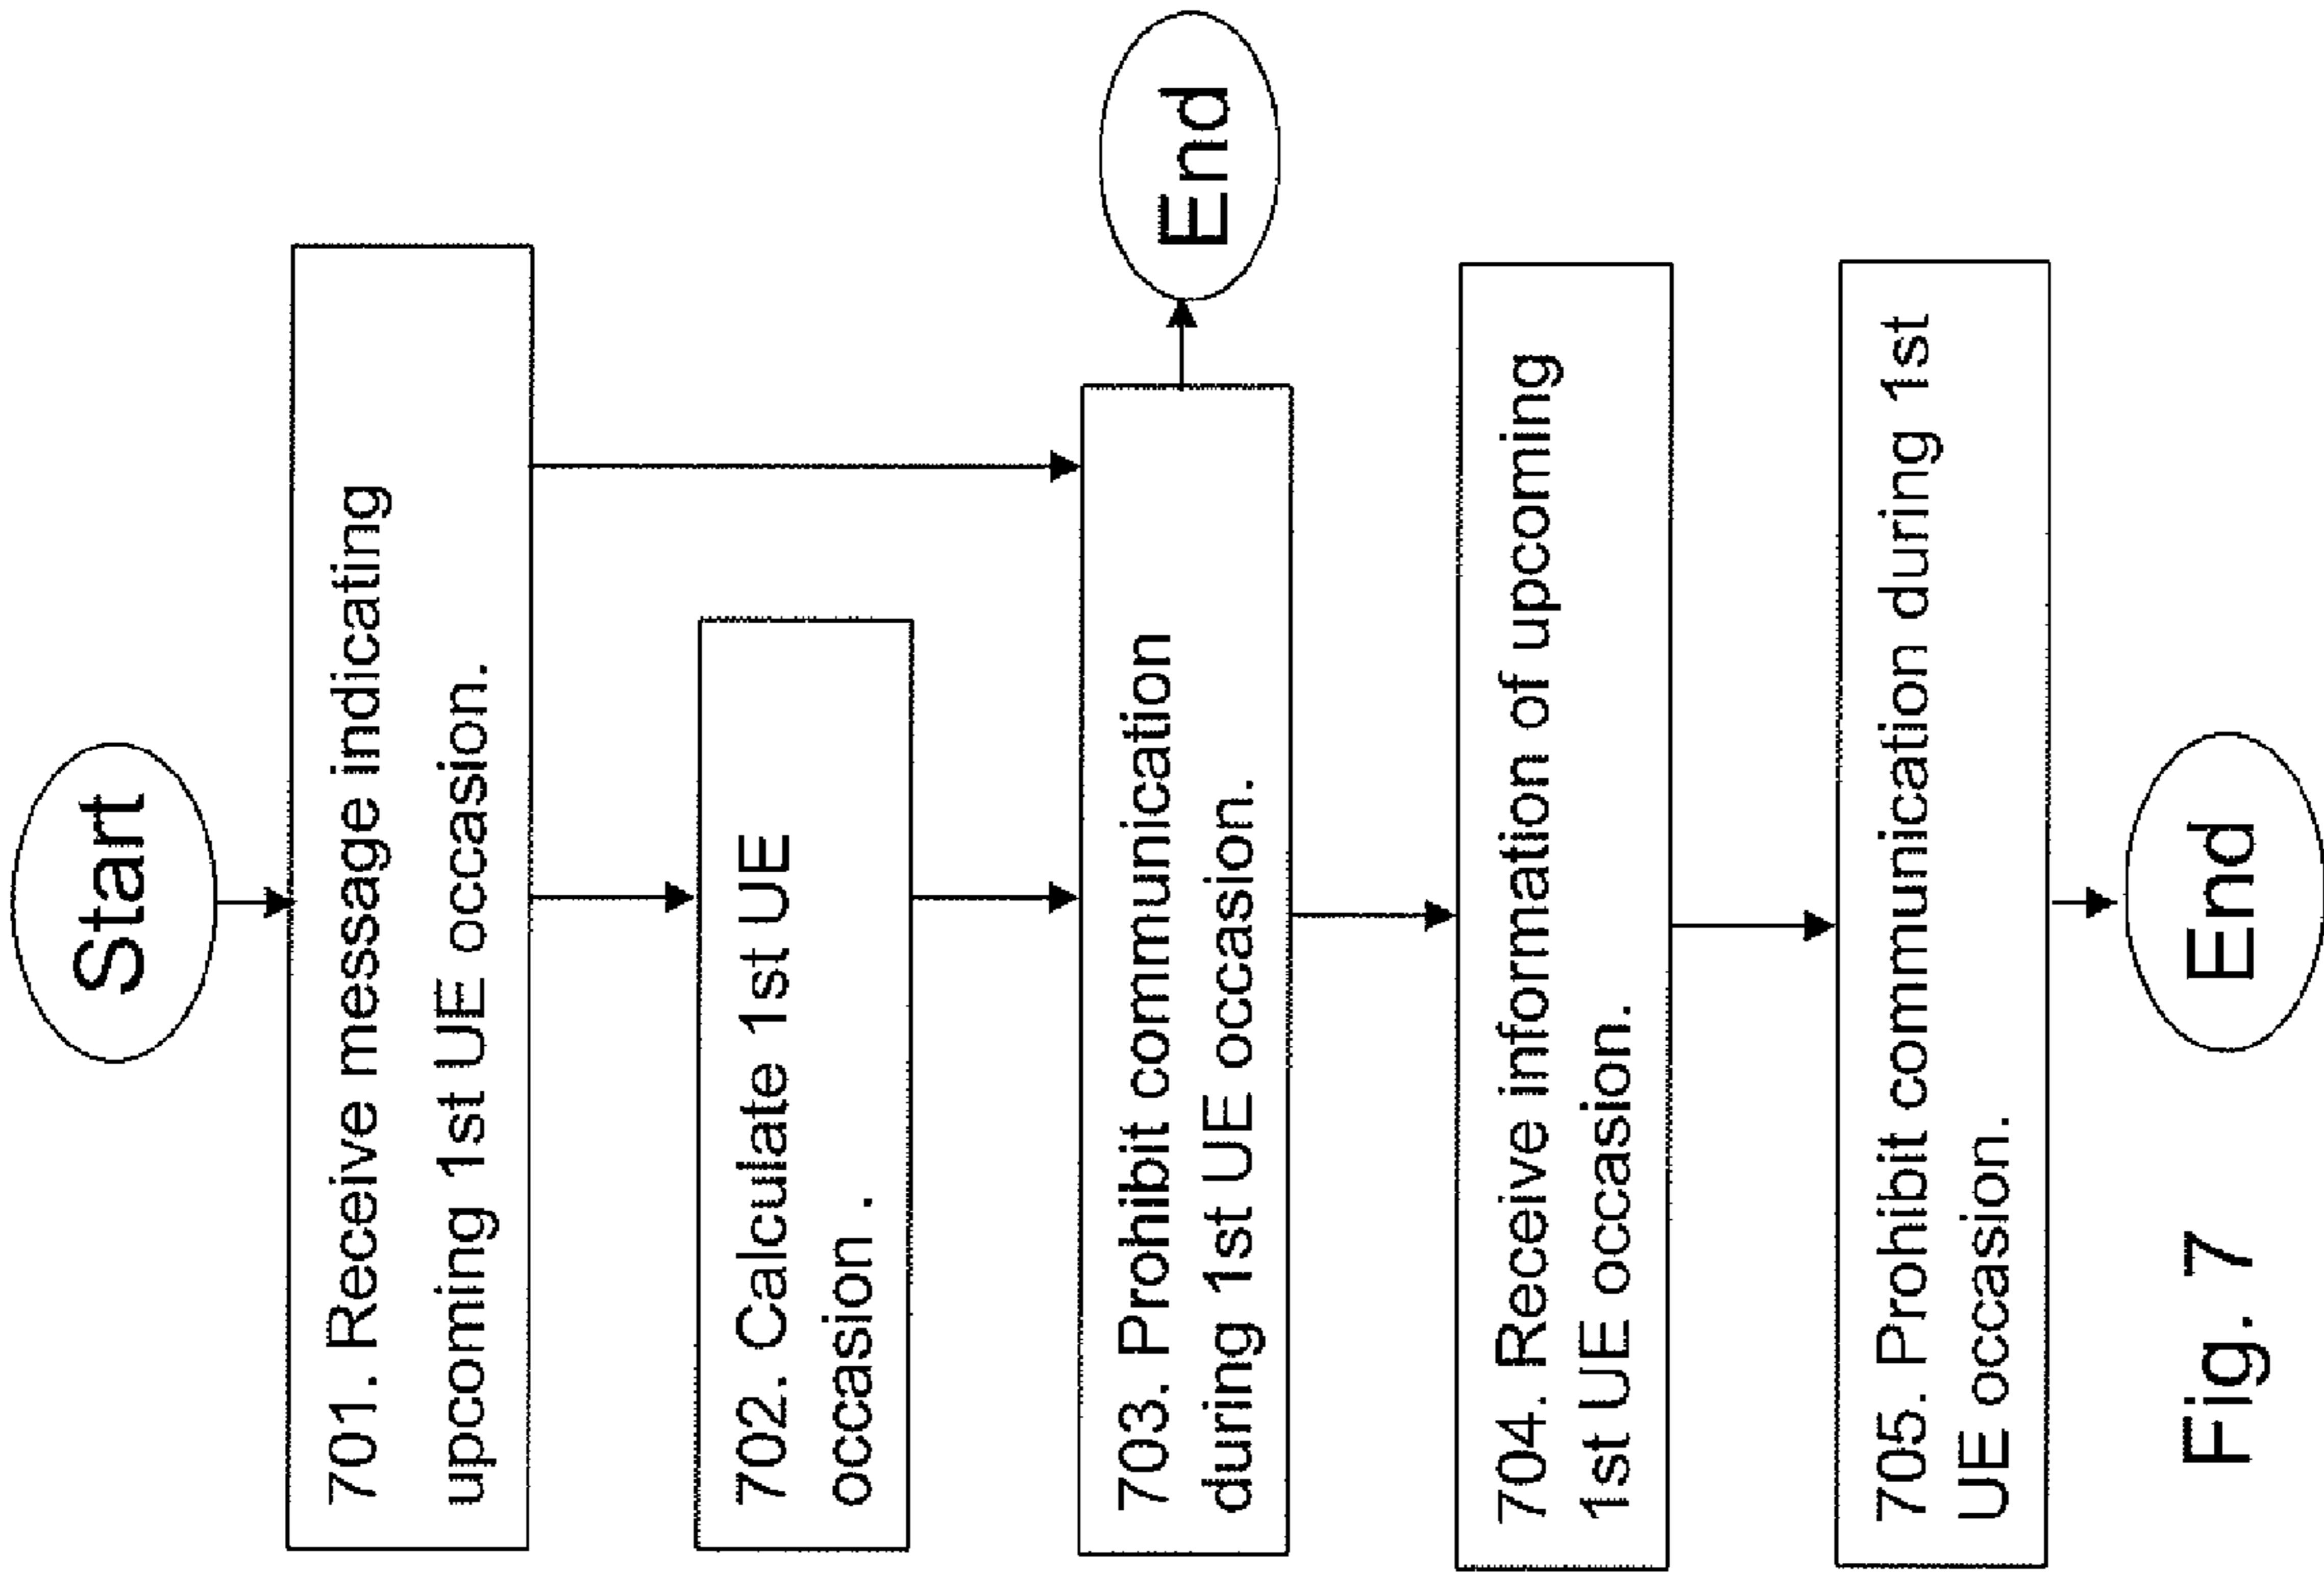 Start
701. Receive message indicating
upcoming 1st UE occasion.
702. Calculate 1st UE
occasion .
703. Prohibit communication
during 1st UE occasion.
End
704. Receive information of upcoming
1st UE occasion.
705. Prohibit communication during 1st
UE occasion.
End
Fig. 7